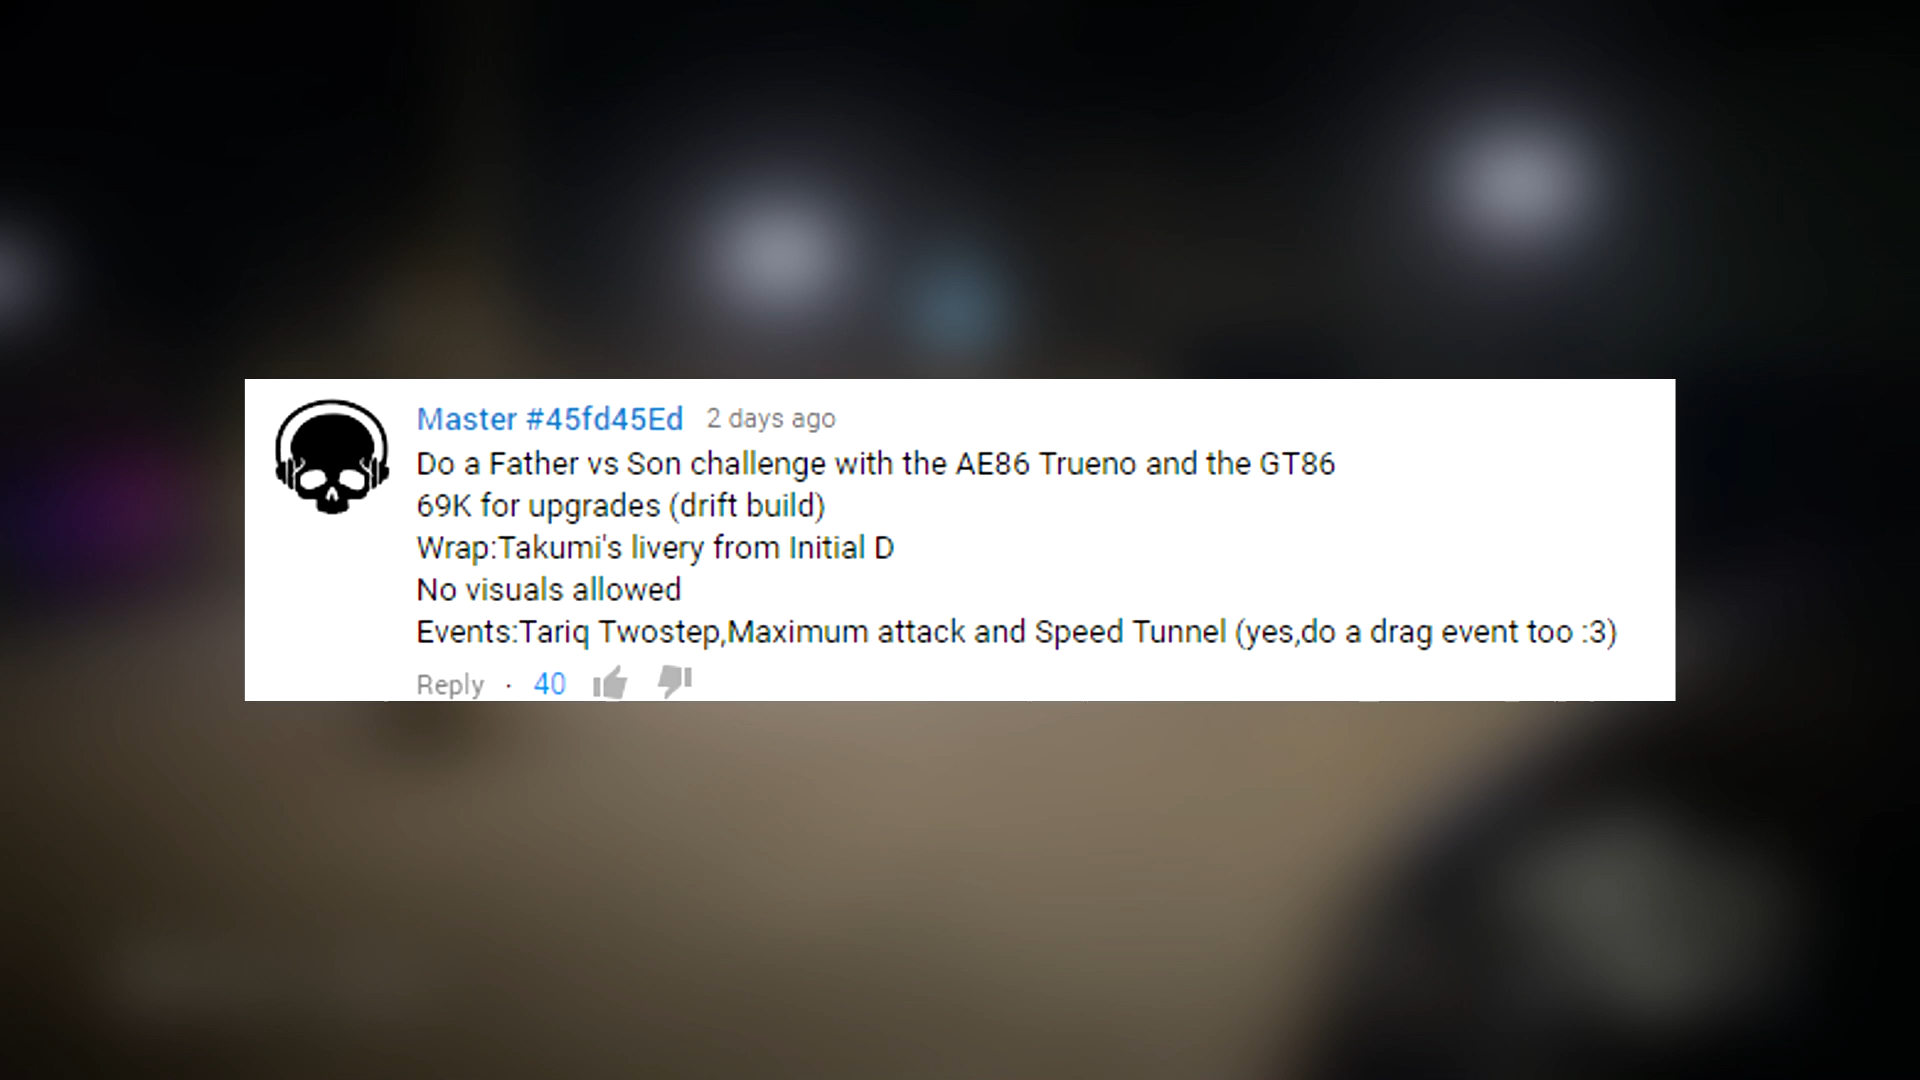 Master #45fd45Ed 2 days ago
Do a Father vs Son challenge with the AE86 Trueno and the GT86
69K for upgrades (drift build)
Wrap:Takumi's livery from Initial D
No visuals allowed
Events:Tariq Twostep,Maximum attack and Speed Tunnel (yes,do a drag event too :3)
Reply · 40